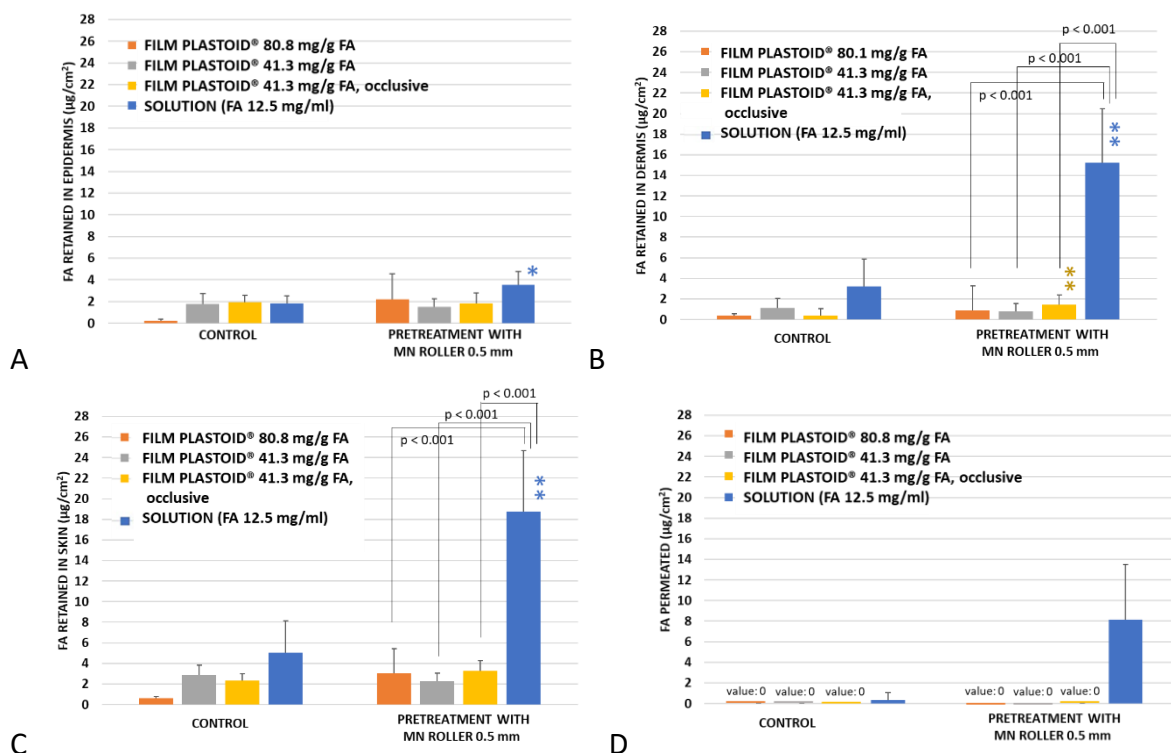 28
26
24
22
20
18
16
14
12
10
8
6
4
2
0
FA RETAINED IN EPIDERMIS (µg/cm²)
FILM PLASTOID® 80.8 mg/g FA
FILM PLASTOID® 41.3 mg/g FA
FILM PLASTOID® 41.3 mg/g FA, occlusive
SOLUTION (FA 12.5 mg/ml)
*
CONTROL
PRETREATMENT WITH
MN ROLLER 0.5 mm
A
28
26
24
22
20
18
16
14
12
10
8
6
4
2
0
FA RETAINED IN DERMIS (µg/cm²)
FILM PLASTOID® 80.1 mg/g FA
FILM PLASTOID® 41.3 mg/g FA
FILM PLASTOID® 41.3 mg/g FA,
occlusive
SOLUTION (FA 12.5 mg/ml)
p < 0.001
p < 0.001
p < 0.001
**
**
CONTROL
PRETREATMENT WITH
MN ROLLER 0.5 mm
B
28
26
24
22
20
18
16
14
12
10
8
6
4
2
0
FA RETAINED IN SKIN (µg/cm²)
FILM PLASTOID® 80.8 mg/g FA
FILM PLASTOID® 41.3 mg/g FA
FILM PLASTOID® 41.3 mg/g FA,
occlusive
SOLUTION (FA 12.5 mg/ml)
p < 0.001
p < 0.001
p < 0.001
**
CONTROL
PRETREATMENT WITH
MN ROLLER 0.5 mm
C
28
26
24
22
20
18
16
14
12
10
8
6
4
2
0
FA PERMEATED (µg/cm²)
FILM PLASTOID® 80.8 mg/g FA
FILM PLASTOID® 41.3 mg/g FA
FILM PLASTOID® 41.3 mg/g FA, occlusive
SOLUTION (FA 12.5 mg/ml)
value: 0 value: 0 value: 0
value: 0 value: 0 value: 0
CONTROL
PRETREATMENT WITH
MN ROLLER 0.5 mm
D